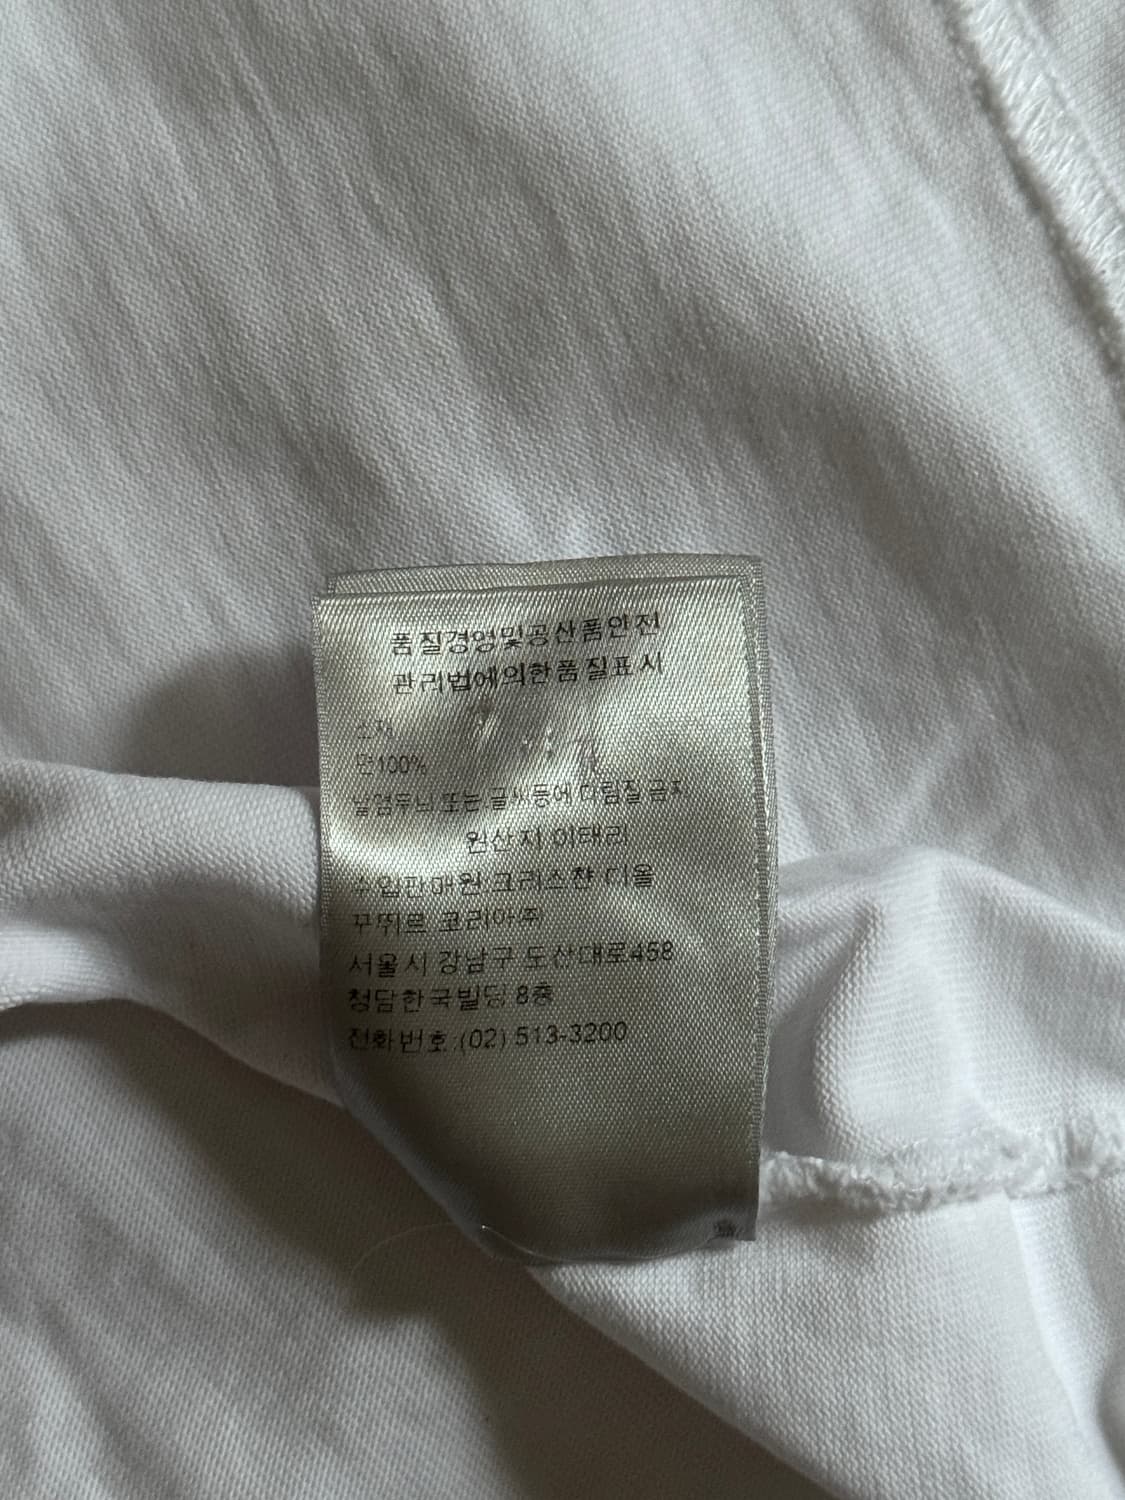 품질경영및공산품안전
관리법에의한품질표시
소재
면100%
날염무늬 또는 글씨등에 다림질 금지
원산지 이태리
수입판매원:크리스챤 디올
꾸뛰르 코리아㈜
서울시 강남구 도산대로458
청담한국빌딩 8층
전화번호:(02) 513-3200